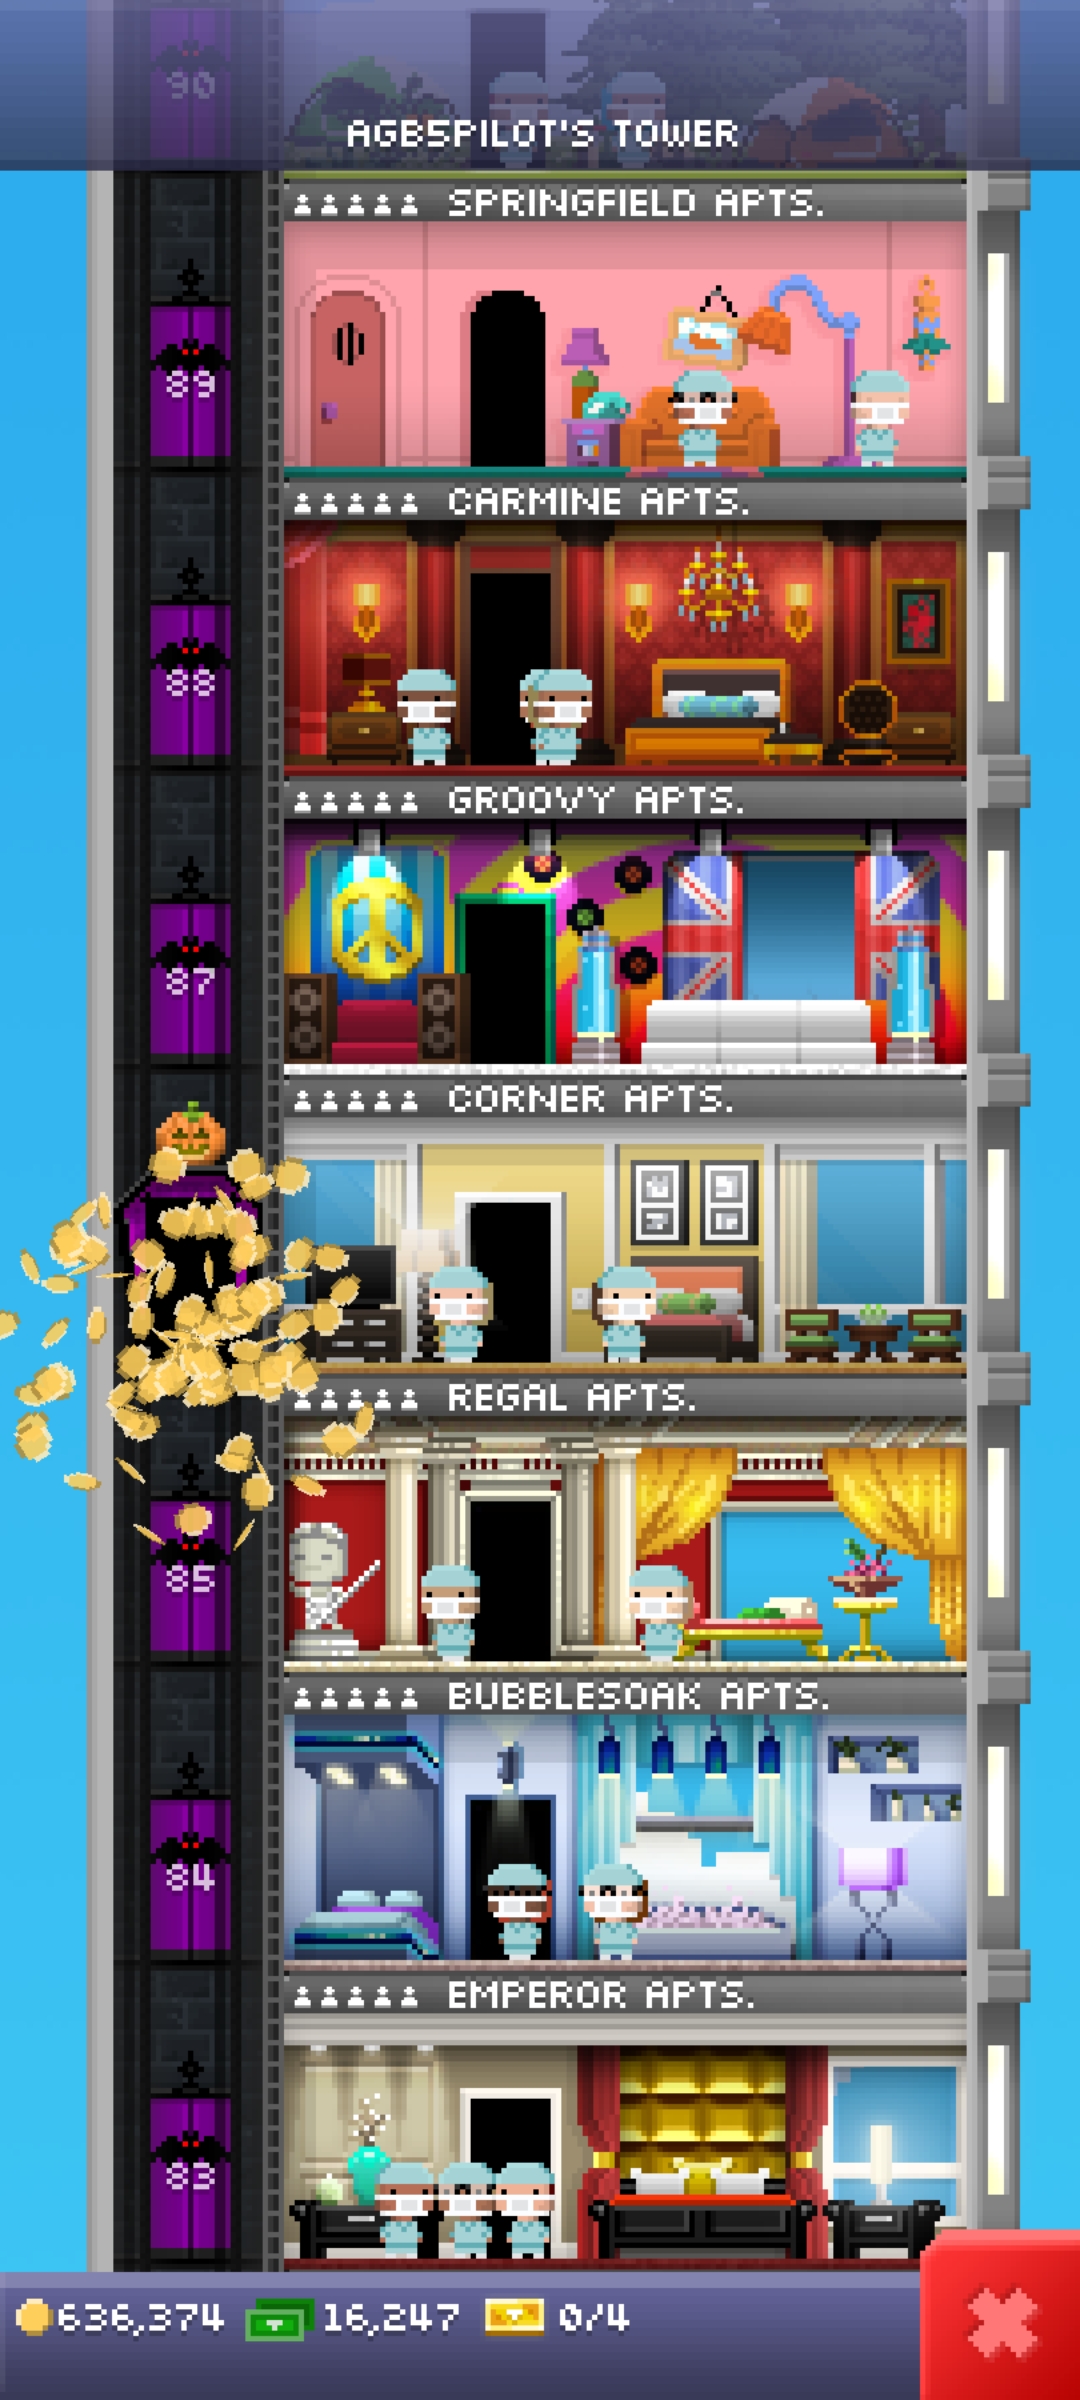 90
AGB5PILOT'S TOWER
SPRINGFIELD APTS.
89
CARMINE APTS.
88
GROOVY APTS.
87
CORNER APTS.
REGAL APTS.
85
BUBBLESOAK APTS.
84
EMPEROR APTS.
83
636,374 16,247 0/4